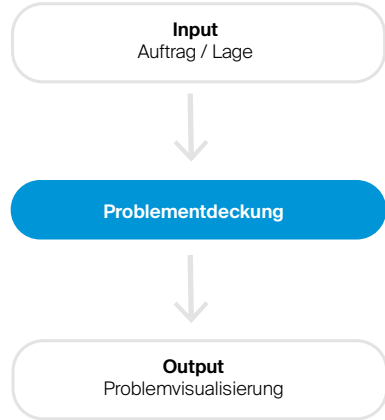 Input
Auftrag / Lage
Problementdeckung
Output
Problemvisualisierung